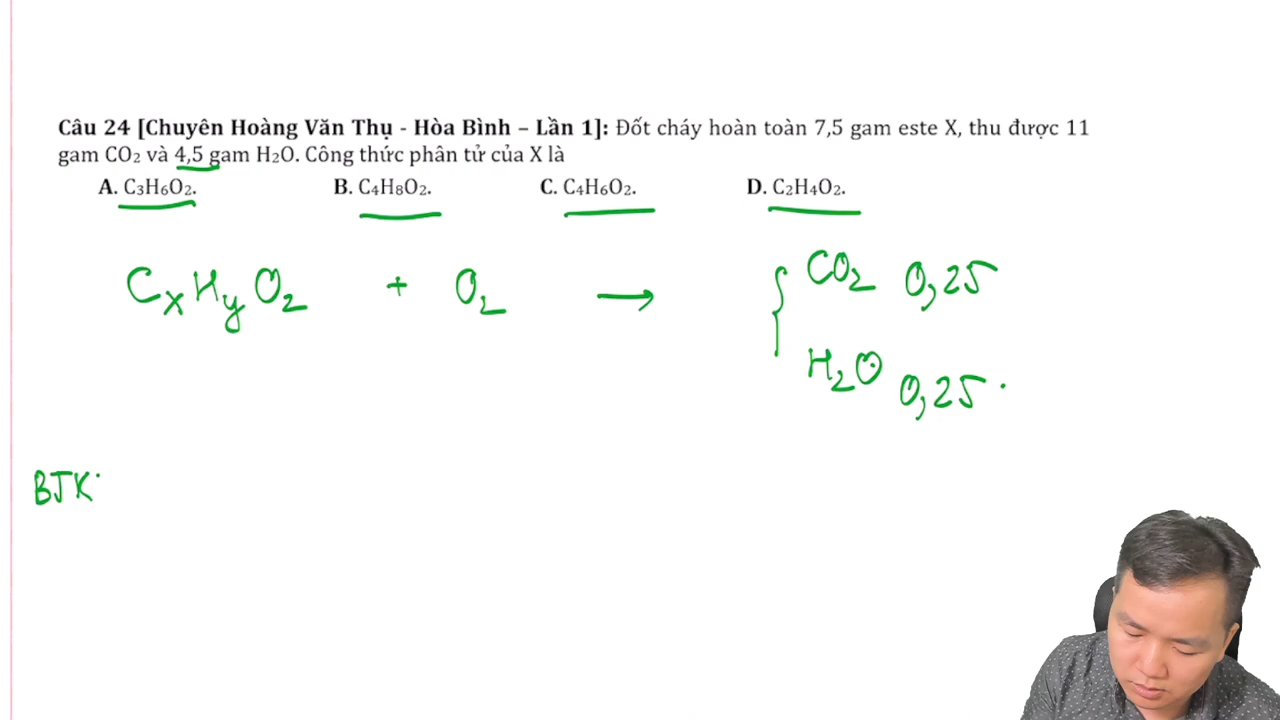 Câu 24 [Chuyên Hoàng Văn Thụ - Hòa Bình – Lần 1]: Đốt cháy hoàn toàn 7,5 gam este X, thu được 11
gam CO₂ và 4,5 gam H₂O. Công thức phân tử của X là
A. C₃H₆O₂. B. C₄H₈O₂. C. C₄H₆O₂. D. C₂H₄O₂.
CₓHyO₂ + O₂ → { CO₂ 0,25
H₂O 0,25
BTK